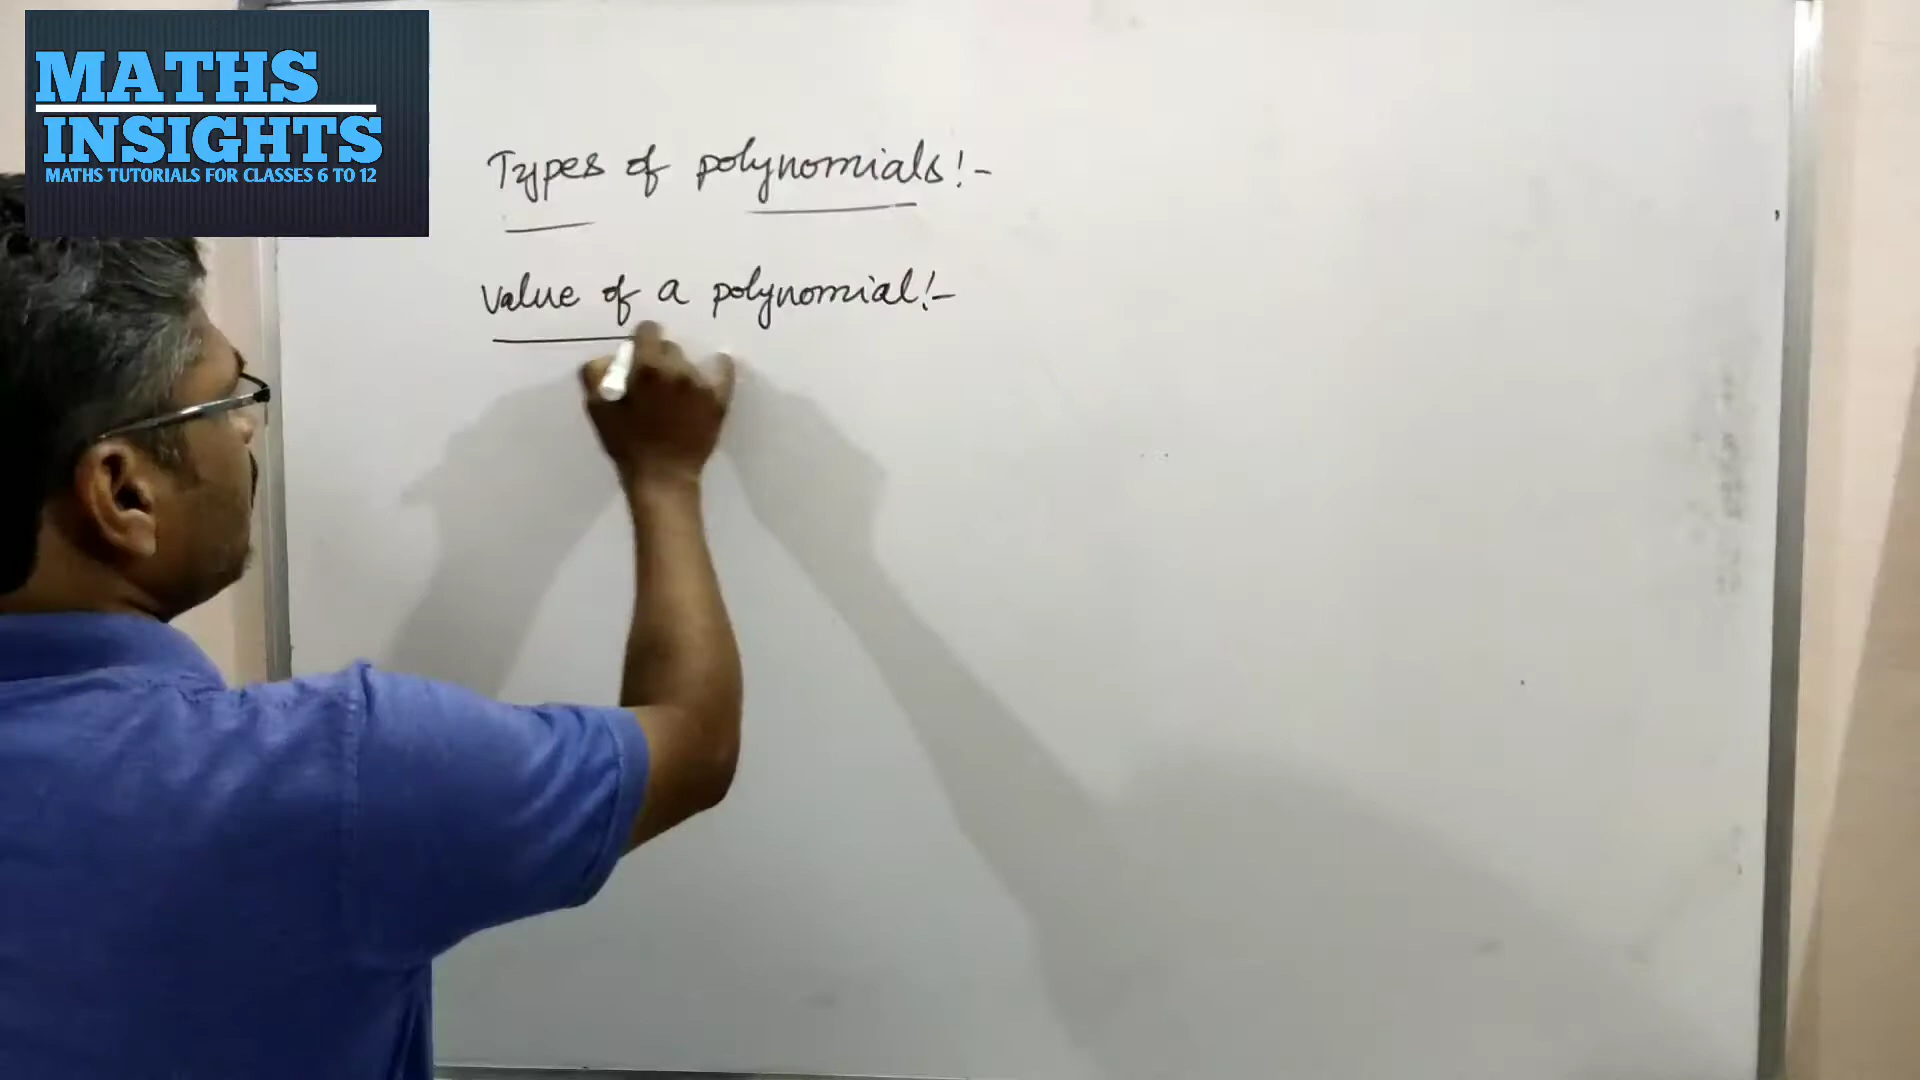 MATHS
INSIGHTS
MATHS TUTORIALS FOR CLASSES 6 TO 12
Types of polynomials:-
Value of a polynomial:-